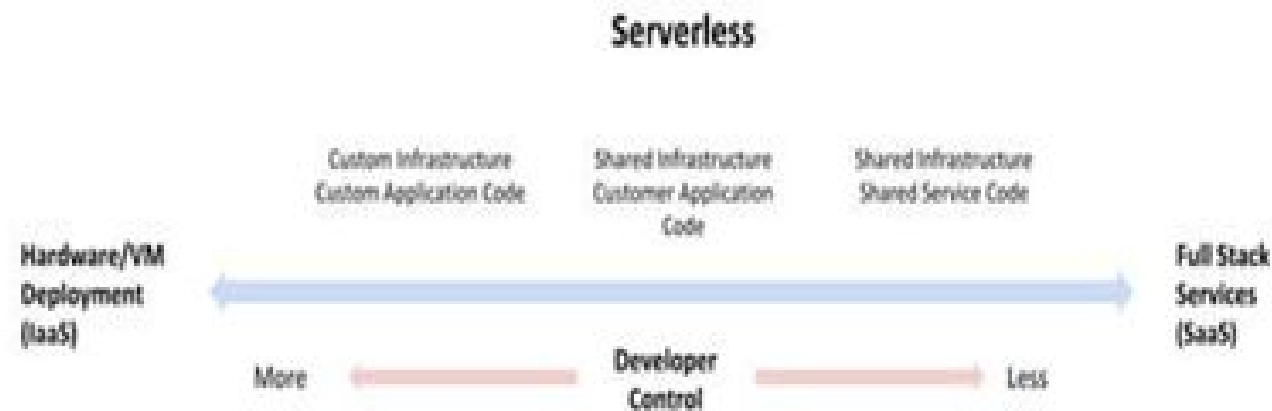 Serverless
Custom Infrastructure
Custom Application Code
Shared Infrastructure
Customer Application
Code
Shared Infrastructure
Shared Service Code
Hardware/VM
Deployment
(IaaS)
Full Stack
Services
(SaaS)
More
Developer
Control
Less